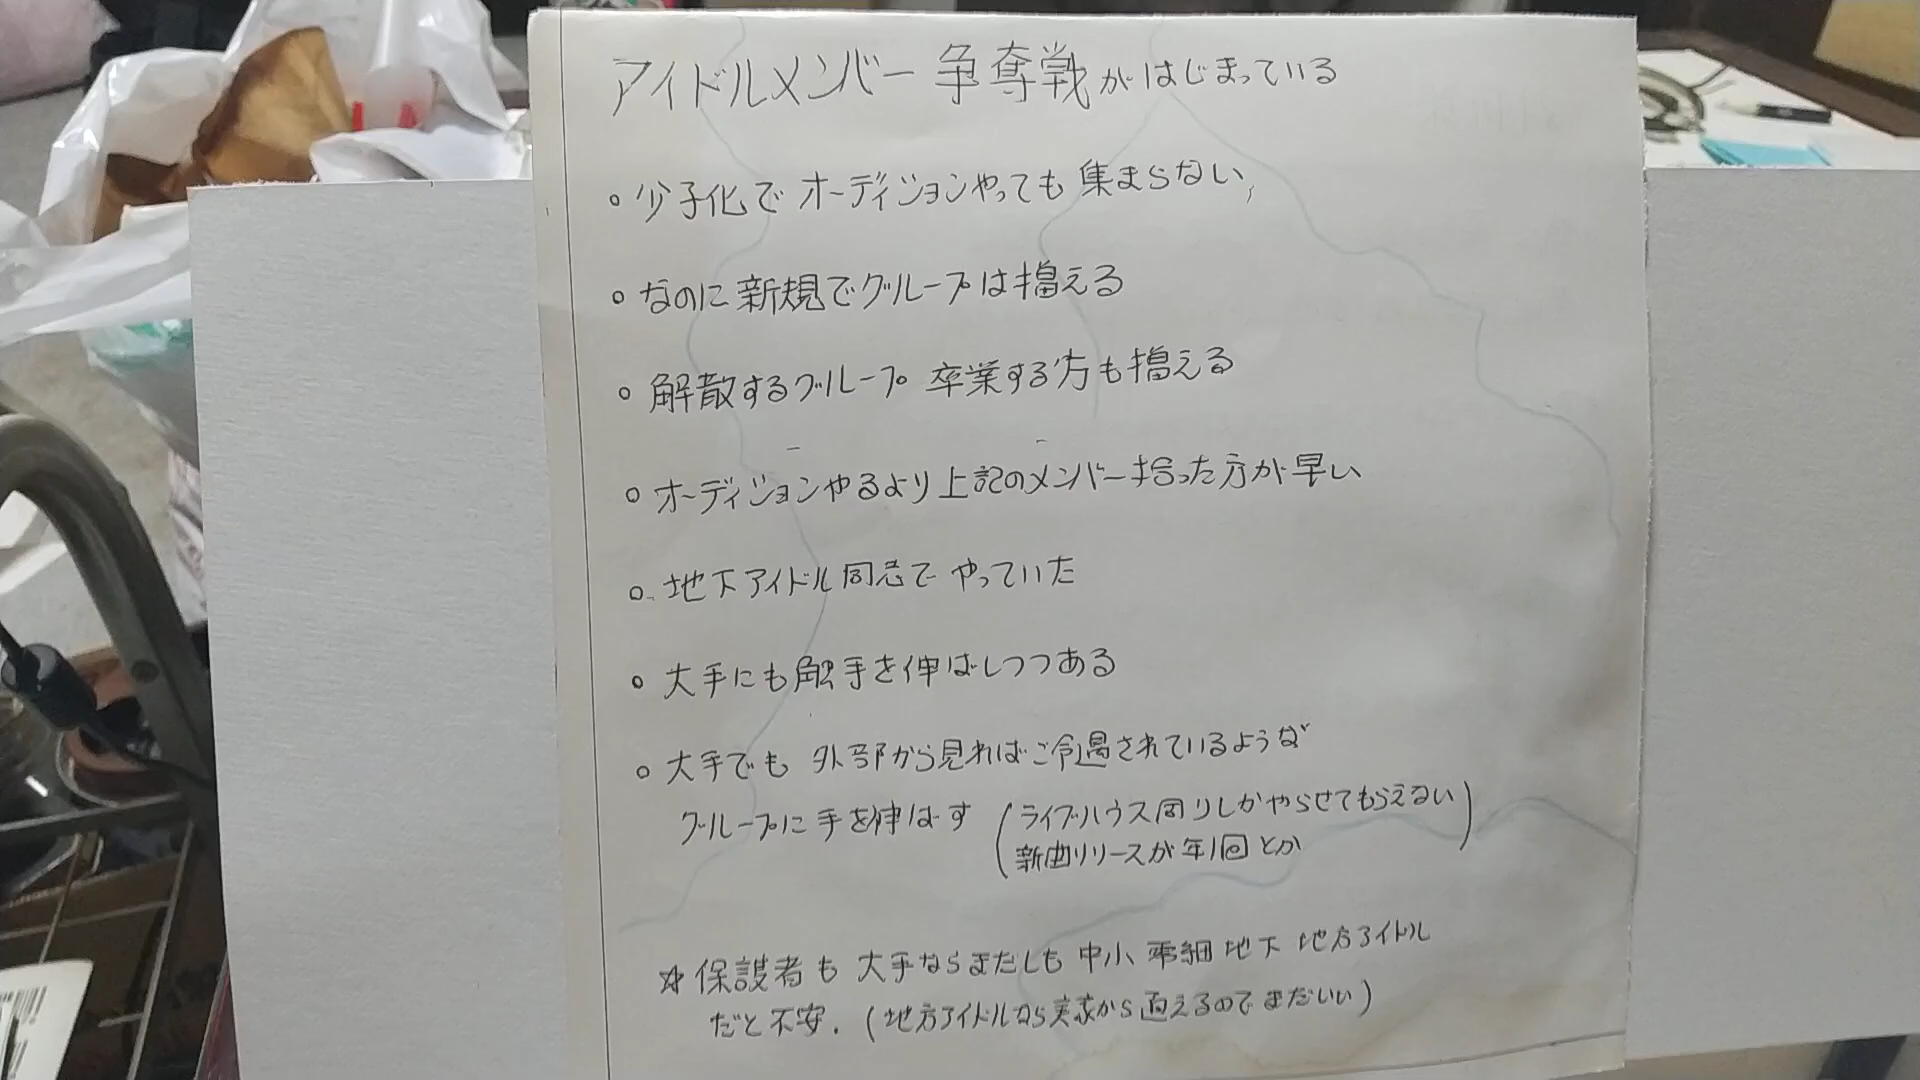 アイドルメンバー争奪戦がはじまっている
○ 少子化でオーディションやっても集まらない、
○ なのに新規でグループは増える
○ 解散するグループ 卒業する方も増える
○ オーディションやるより上記のメンバー拾った方が早い
○ 地下アイドル同志でやっていた
○ 大手にも触手を伸ばしつつある
○ 大手でも外部から見ればご冷遇されているような
グループに手を伸ばす (ライブハウス周りしかやらせてもらえない
新曲リリースが年1回とか)
☆ 保護者も大手ならまだしも中小零細地下 地方アイドル
だと不安.(地方アイドルなら実家から通えるのでまだいい)